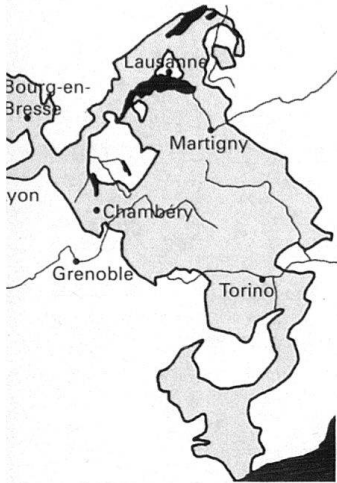 Lausanne
Bourg-en-
Bresse
Martigny
yon
Chambéry
Grenoble
Torino